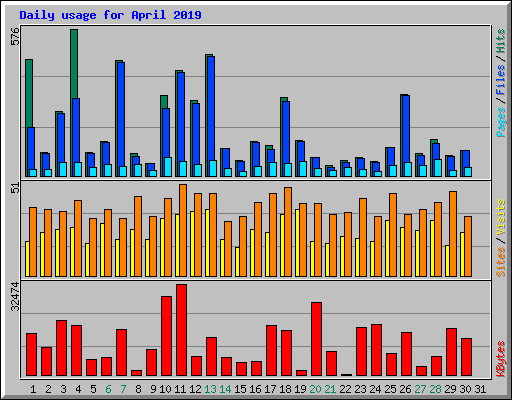 Daily usage for April 2019
576
Pages / Files / Hits
51
Sites / Visits
32474
KBytes
1 2 3 4 5 6 7 8 9 10 11 12 13 14 15 16 17 18 19 20 21 22 23 24 25 26 27 28 29 30 31